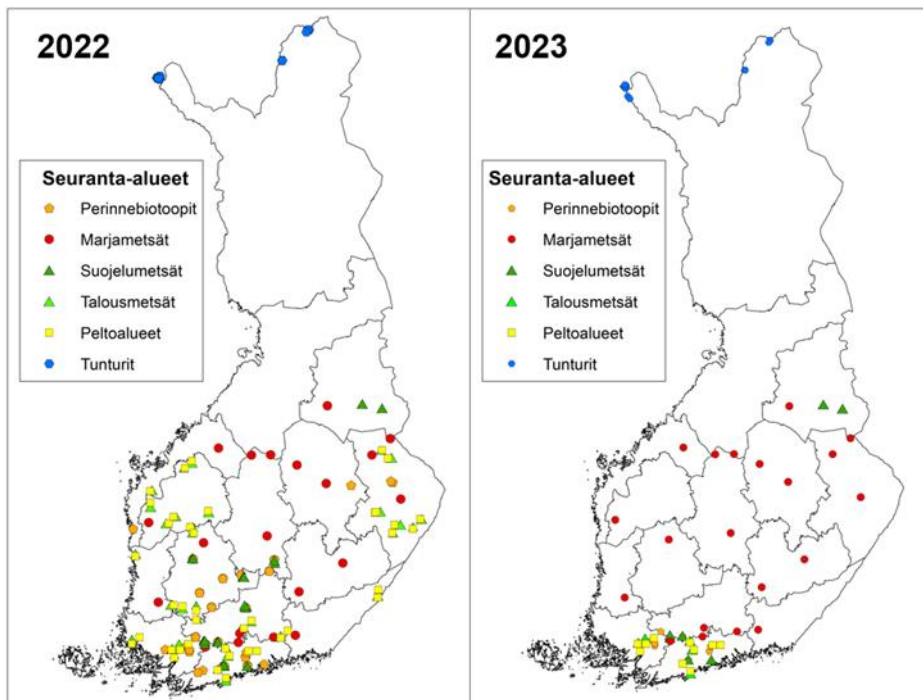 2022
Seuranta-alueet
Perinnebiotoopit
Marjametsät
Suojelumetsät
Talousmetsät
Peltoalueet
Tunturit
2023
Seuranta-alueet
Perinnebiotoopit
Marjametsät
Suojelumetsät
Talousmetsät
Peltoalueet
Tunturit